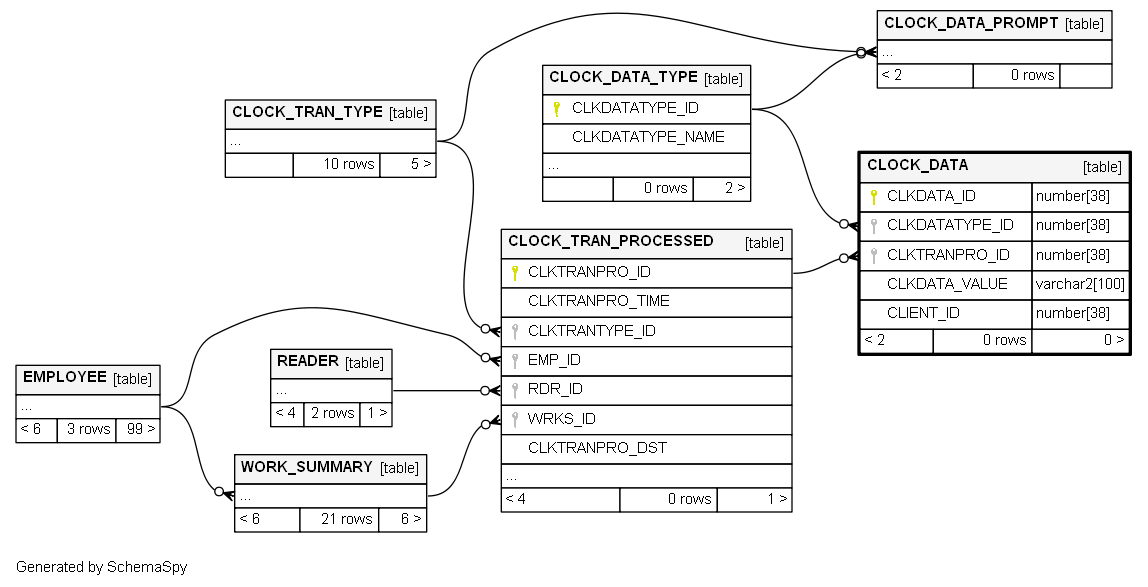 CLOCK_DATA_PROMPT [table]
...
< 2 0 rows
CLOCK_DATA_TYPE [table]
CLKDATATYPE_ID
CLKDATATYPE_NAME
...
0 rows 2 >
CLOCK_TRAN_TYPE [table]
...
10 rows 5 >
CLOCK_DATA [table]
CLKDATA_ID number[38]
CLKDATATYPE_ID number[38]
CLKTRANPRO_ID number[38]
CLKDATA_VALUE varchar2[100]
CLIENT_ID number[38]
< 2 0 rows 0 >
CLOCK_TRAN_PROCESSED [table]
CLKTRANPRO_ID
CLKTRANPRO_TIME
CLKTRANTYPE_ID
EMP_ID
RDR_ID
WRKS_ID
CLKTRANPRO_DST
...
< 4 0 rows 1 >
READER [table]
...
< 4 2 rows 1 >
EMPLOYEE [table]
...
< 6 3 rows 99 >
WORK_SUMMARY [table]
...
< 6 21 rows 6 >
Generated by SchemaSpy